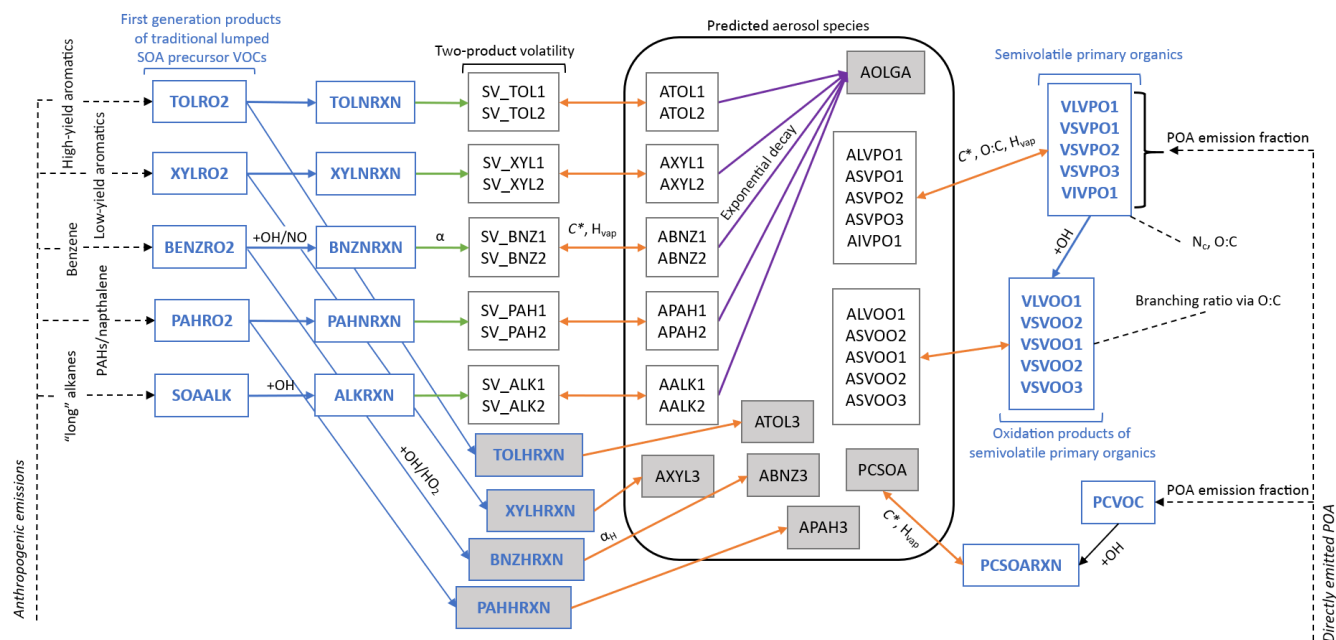 First generation products
of traditional lumped
SOA precursor VOCs
Two-product volatility
Predicted aerosol species
Semivolatile primary organics
High-yield aromatics
Low-yield aromatics
Benzene
PAHs/napthalene
"long" alkanes
Anthropogenic emissions
TOLRO2
TOLNRXN
SV_TOL1
SV_TOL2
ATOL1
ATOL2
AOLGA
XYLRO2
XYLNRXN
SV_XYL1
SV_XYL2
AXYL1
AXYL2
BENZRO2
+OH/NO
BNZNRXN
α
SV_BNZ1
SV_BNZ2
C*, Hvap
ABNZ1
ABNZ2
Exponential decay
PAHRO2
PAHNRXN
SV_PAH1
SV_PAH2
APAH1
APAH2
SOAALK
+OH
ALKRXN
SV_ALK1
SV_ALK2
AALK1
AALK2
+OH/HO2
TOLHRXN
ATOL3
XYLHRXN
AXYL3
BNZHRXN
αH
ABNZ3
PAHHRXN
APAH3
ALVPO1
ASVPO1
ASVPO2
ASVPO3
AIVPO1
C*, O:C, Hvap
VLVPO1
VSVPO1
VSVPO2
VSVPO3
VIVPO1
POA emission fraction
Nc, O:C
+OH
ALVOO1
ASVOO2
ASVOO1
ASVOO2
ASVOO3
VLVOO1
VSVOO2
VSVOO1
VSVOO2
VSVOO3
Branching ratio via O:C
Oxidation products of
semivolatile primary organics
PCSOA
C*, Hvap
PCVOC
POA emission fraction
+OH
PCSOARXN
Directly emitted POA